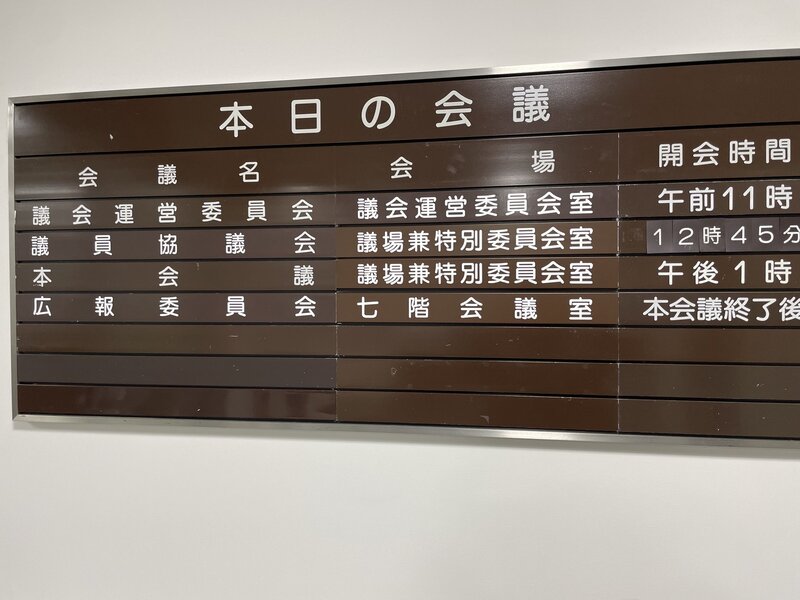 本日の会議
会議名 会場 開会時間
議会運営委員会 議会運営委員会室 午前11時
議員協議会 議場兼特別委員会室 12時45分
本会議 議場兼特別委員会室 午後1時
広報委員会 七階会議室 本会議終了後